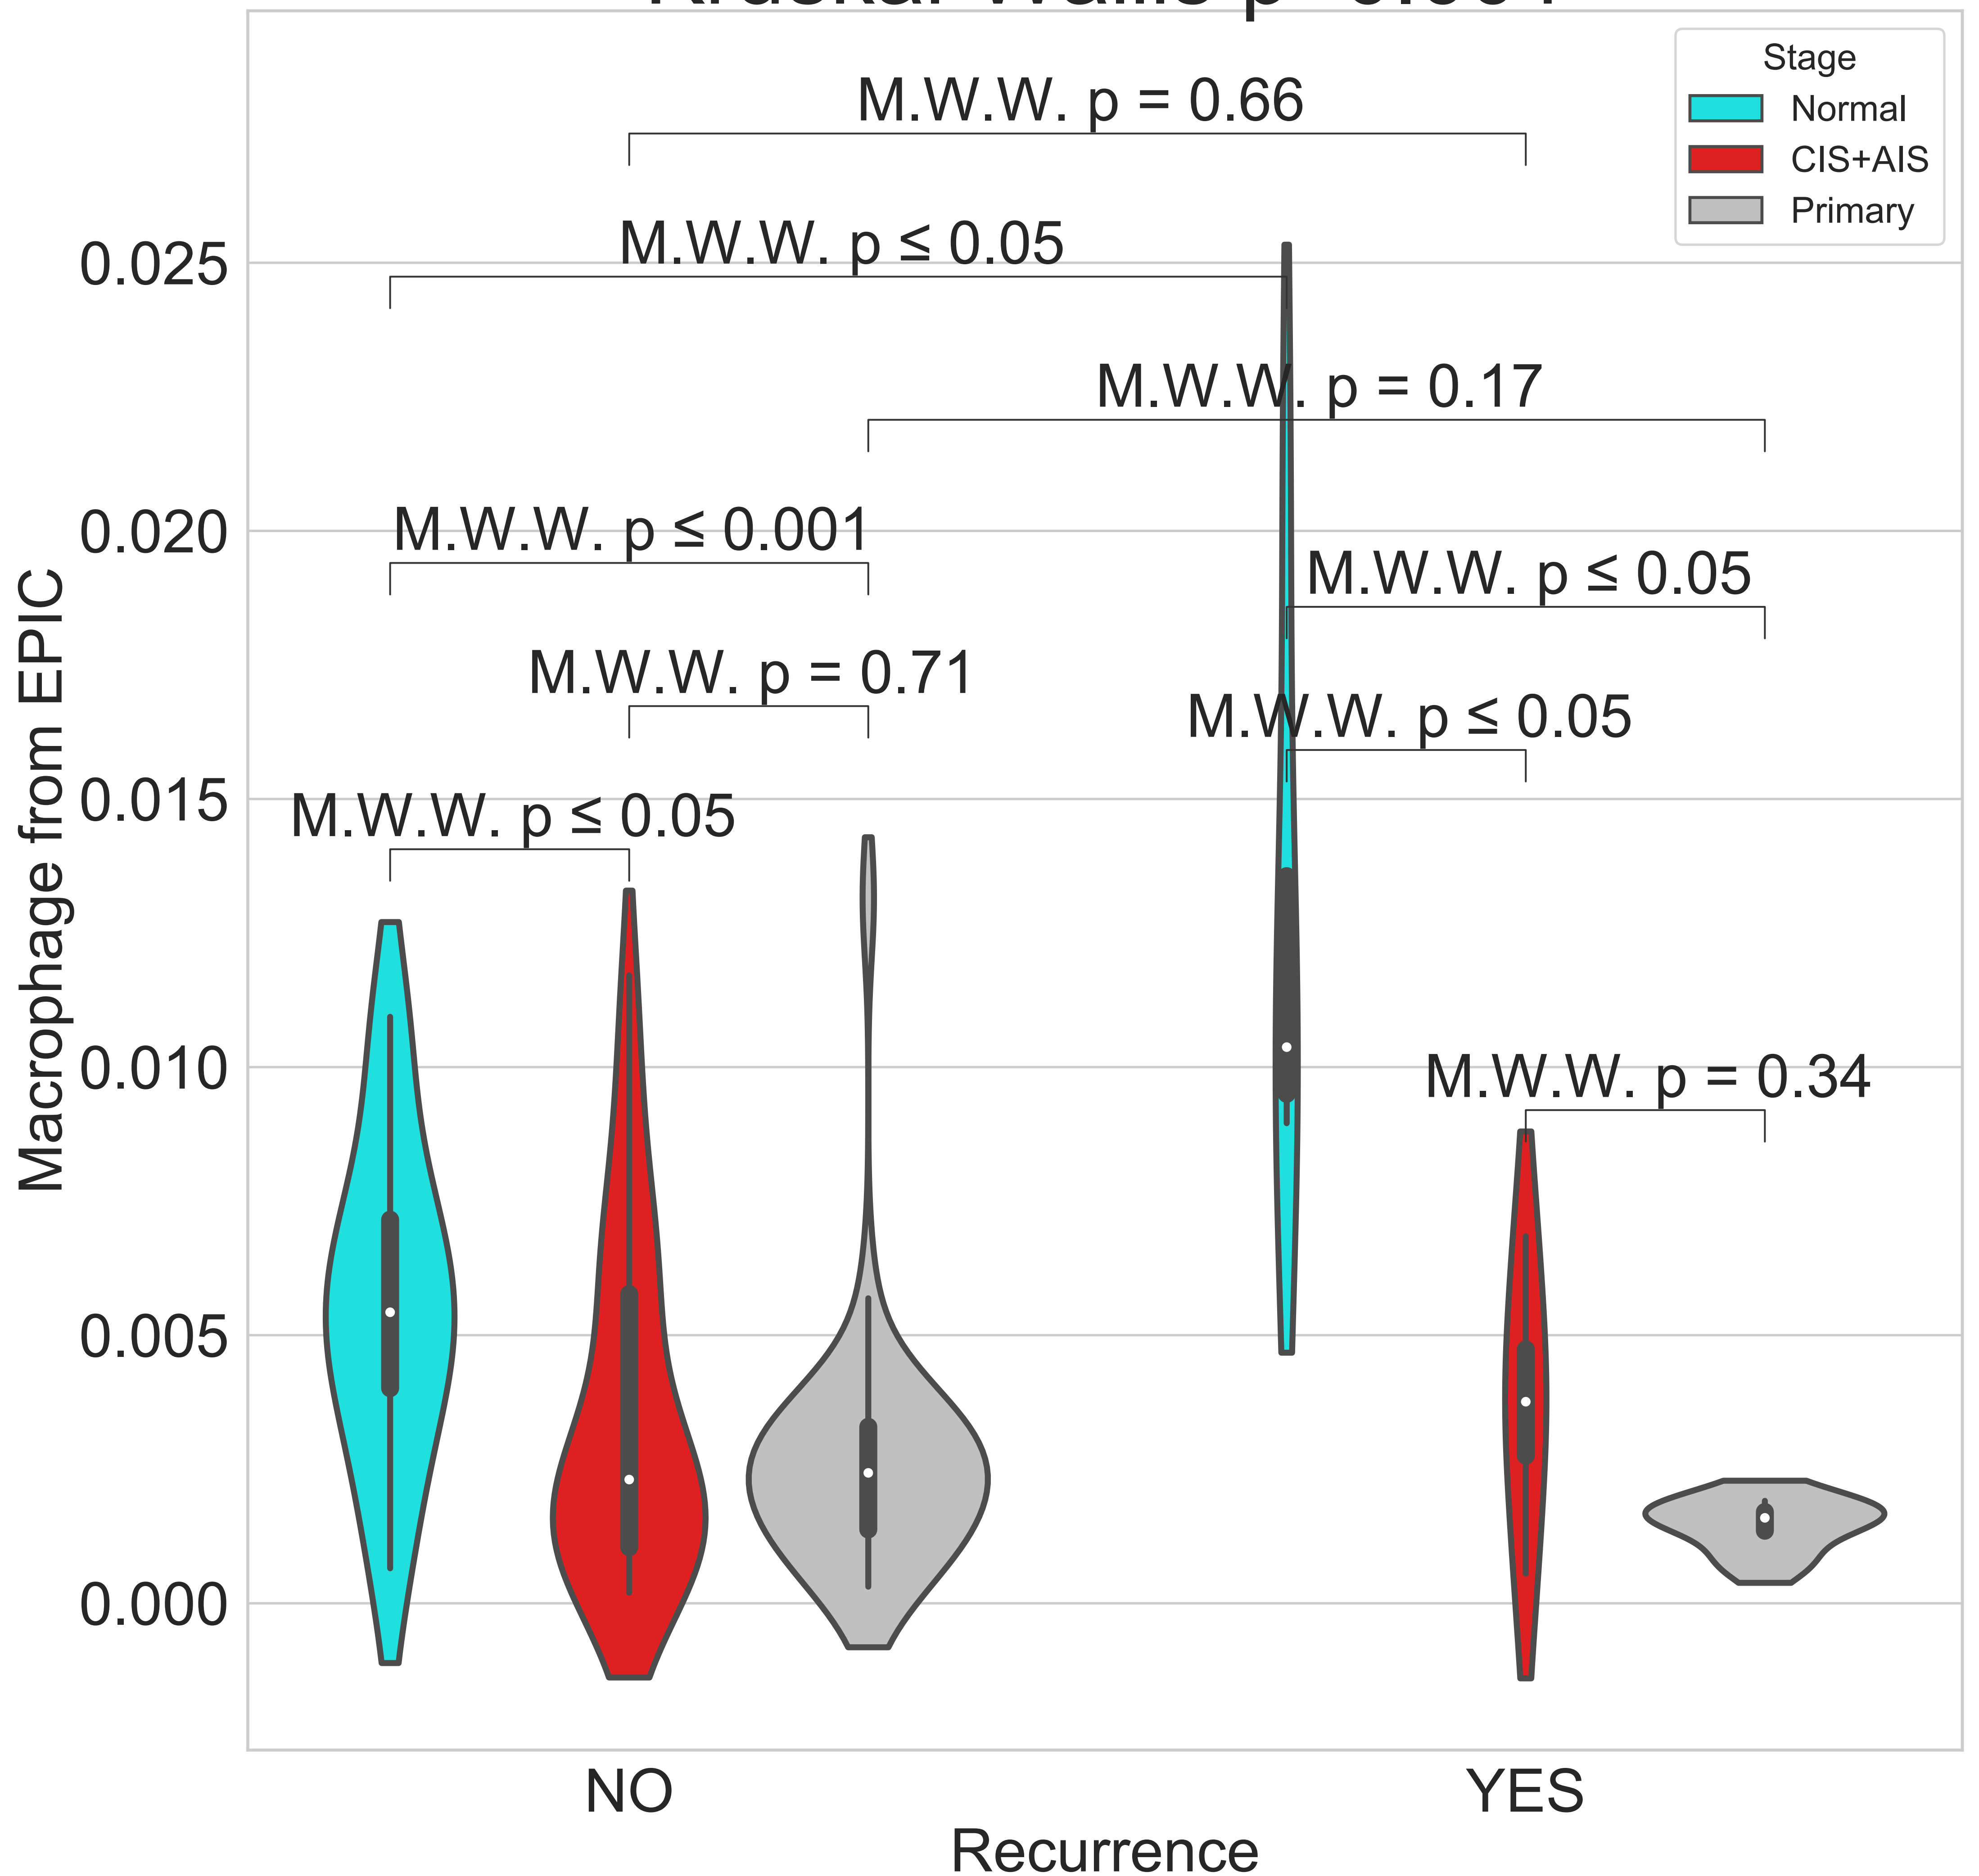 Stage
Normal
CIS+AIS
Primary
M.W.W. p = 0.66
M.W.W. p ≤ 0.05
M.W.W. p = 0.17
M.W.W. p ≤ 0.001
M.W.W. p ≤ 0.05
M.W.W. p = 0.71
M.W.W. p ≤ 0.05
M.W.W. p ≤ 0.05
M.W.W. p = 0.34
0.025
0.020
0.015
0.010
0.005
0.000
Macrophage from EPIC
NO
YES
Recurrence